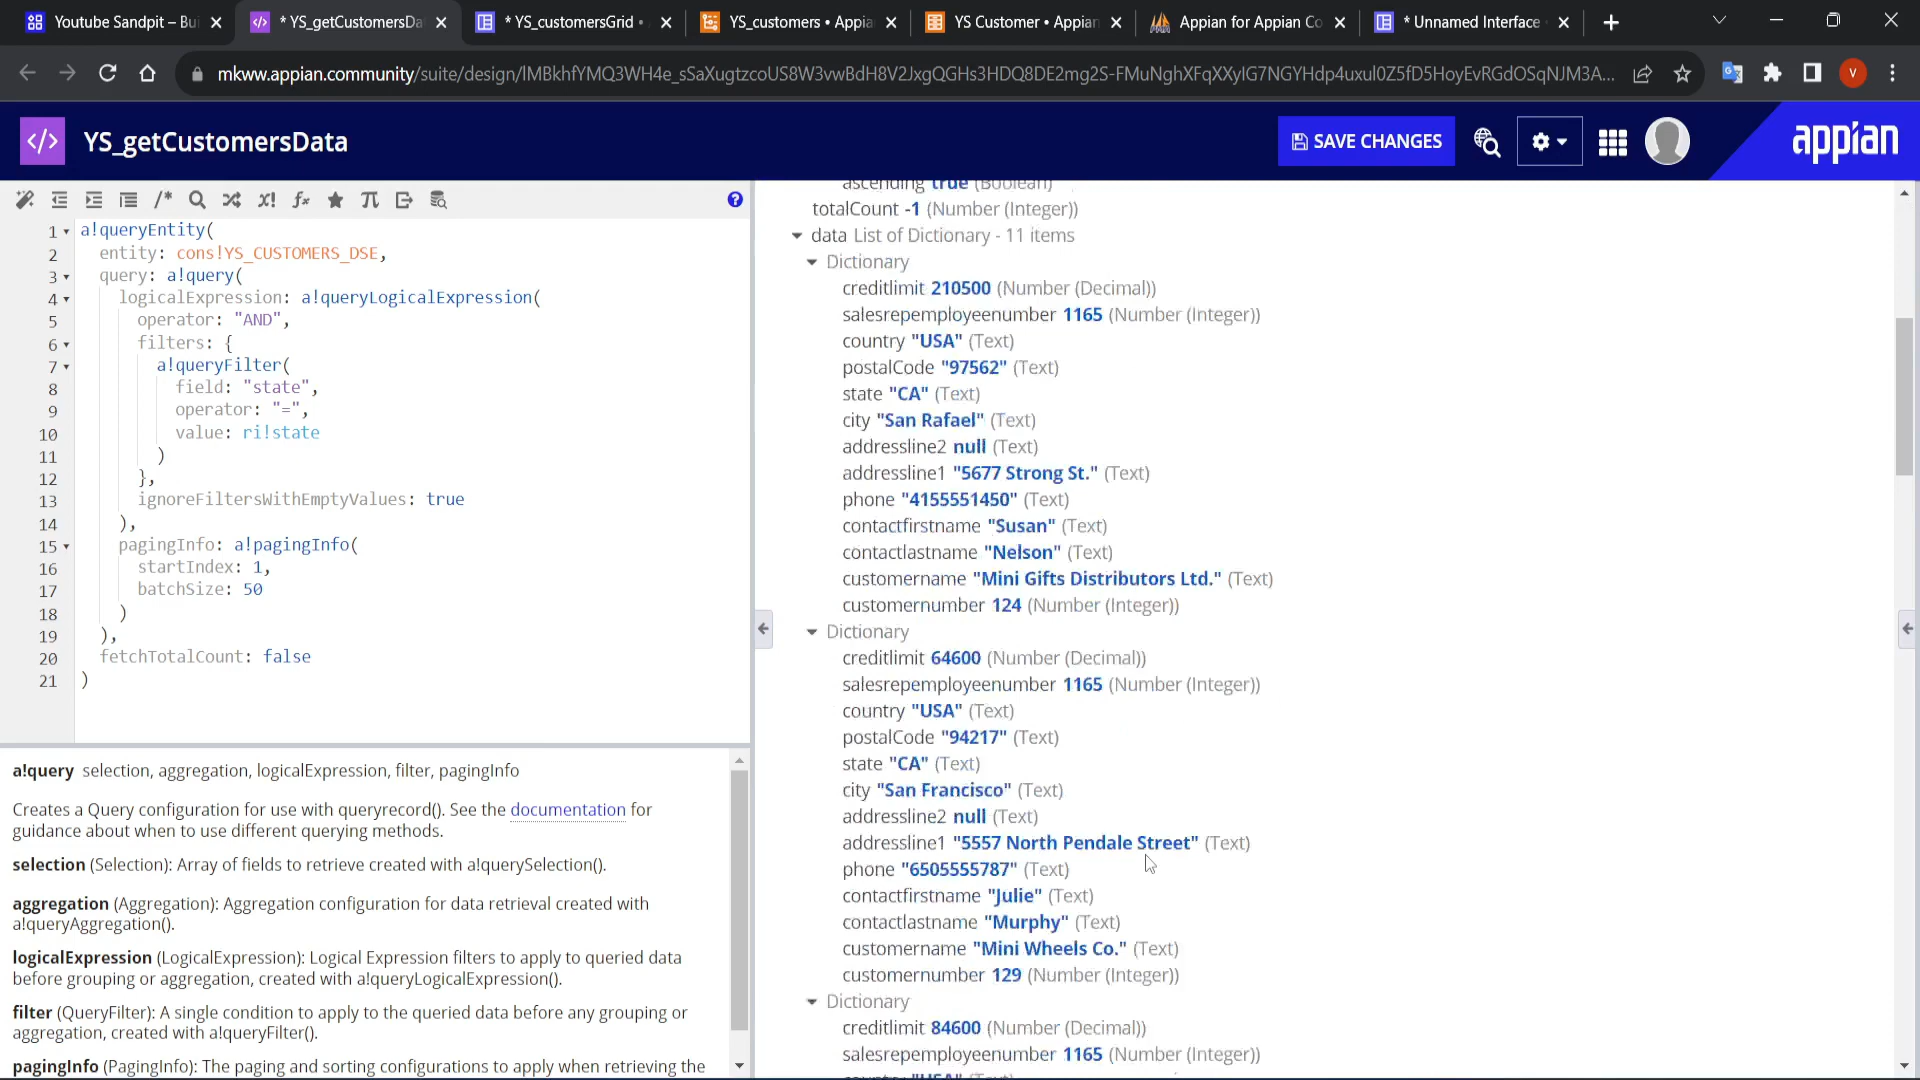 Youtube Sandpit – Bui
* YS_getCustomersDa
* YS_customersGrid •
YS_customers • Appia
YS Customer • Appian
Appian for Appian Co
* Unnamed Interface
mkww.appian.community/suite/design/
V
YS_getCustomersData
SAVE CHANGES
appian
1 a!queryEntity(
2 entity: cons!YS_CUSTOMERS_DSE,
3 query: a!query(
4 logicalExpression: a!queryLogicalExpression(
5 operator: "AND",
6 filters: {
7 a!queryFilter(
8 field: "state",
9 operator: "=",
10 value: ri!state
11 )
12 },
13 ignoreFiltersWithEmptyValues: true
14 ),
15 pagingInfo: a!pagingInfo(
16 startIndex: 1,
17 batchSize: 50
18 )
19 ),
20 fetchTotalCount: false
21 )
a!query selection, aggregation, logicalExpression, filter, pagingInfo
Creates a Query configuration for use with queryrecord(). See the documentation for
guidance about when to use different querying methods.
selection (Selection): Array of fields to retrieve created with a!querySelection().
aggregation (Aggregation): Aggregation configuration for data retrieval created with
a!queryAggregation().
logicalExpression (LogicalExpression): Logical Expression filters to apply to queried data
before grouping or aggregation, created with a!queryLogicalExpression().
filter (QueryFilter): A single condition to apply to the queried data before any grouping or
aggregation, created with a!queryFilter().
pagingInfo (PagingInfo): The paging and sorting configurations to apply when retrieving the
ascending true (Boolean)
totalCount -1 (Number (Integer))
data List of Dictionary - 11 items
Dictionary
creditlimit 210500 (Number (Decimal))
salesrepemployeenumber 1165 (Number (Integer))
country "USA" (Text)
postalCode "97562" (Text)
state "CA" (Text)
city "San Rafael" (Text)
addressline2 null (Text)
addressline1 "5677 Strong St." (Text)
phone "4155551450" (Text)
contactfirstname "Susan" (Text)
contactlastname "Nelson" (Text)
customername "Mini Gifts Distributors Ltd." (Text)
customernumber 124 (Number (Integer))
Dictionary
creditlimit 64600 (Number (Decimal))
salesrepemployeenumber 1165 (Number (Integer))
country "USA" (Text)
postalCode "94217" (Text)
state "CA" (Text)
city "San Francisco" (Text)
addressline2 null (Text)
addressline1 "5557 North Pendale Street" (Text)
phone "6505555787" (Text)
contactfirstname "Julie" (Text)
contactlastname "Murphy" (Text)
customername "Mini Wheels Co." (Text)
customernumber 129 (Number (Integer))
Dictionary
creditlimit 84600 (Number (Decimal))
salesrepemployeenumber 1165 (Number (Integer))